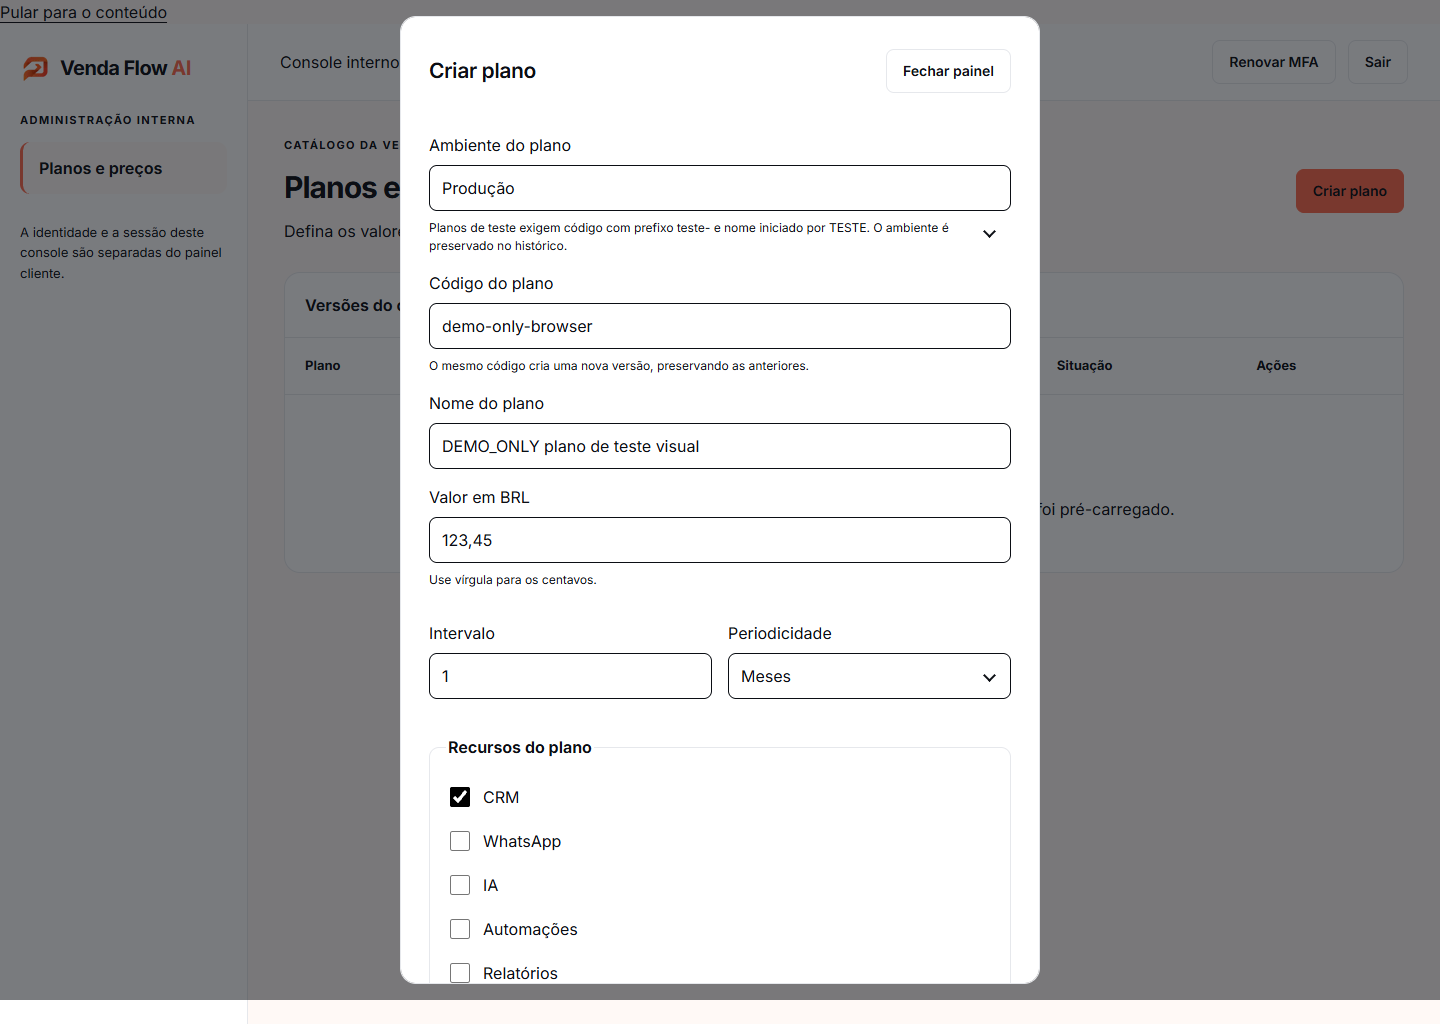 Pular para o conteúdo
Venda Flow AI
ADMINISTRAÇÃO INTERNA
Planos e preços
A identidade e a sessão deste
console são separadas do painel
cliente.
Console interno
Renovar MFA
Sair
CATÁLOGO DA VE
Planos e
Criar plano
Defina os valore
Versões do
Plano
Situação
Ações
foi pré-carregado.
Criar plano
Fechar painel
Ambiente do plano
Produção
Planos de teste exigem código com prefixo teste- e nome iniciado por TESTE. O ambiente é
preservado no histórico.
Código do plano
demo-only-browser
O mesmo código cria uma nova versão, preservando as anteriores.
Nome do plano
DEMO_ONLY plano de teste visual
Valor em BRL
123,45
Use vírgula para os centavos.
Intervalo
Periodicidade
1
Meses
Recursos do plano
CRM
WhatsApp
IA
Automações
Relatórios